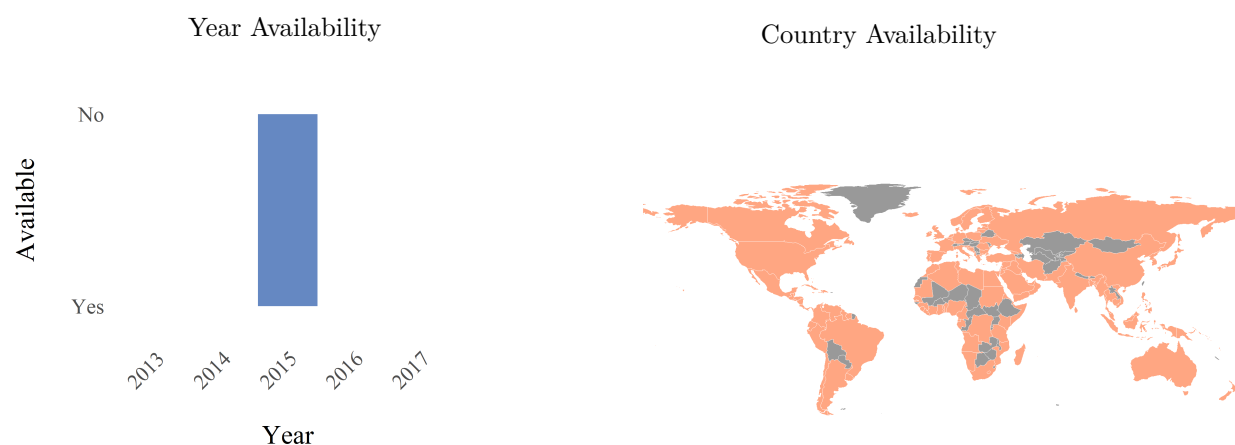 Year Availability
Available
No
Yes
2013
2014
2015
2016
2017
Year
Country Availability